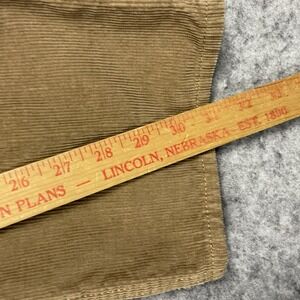 26 27 28 29 30 31 32 33
N PLANS — LINCOLN, NEBRASKA - EST. 1890